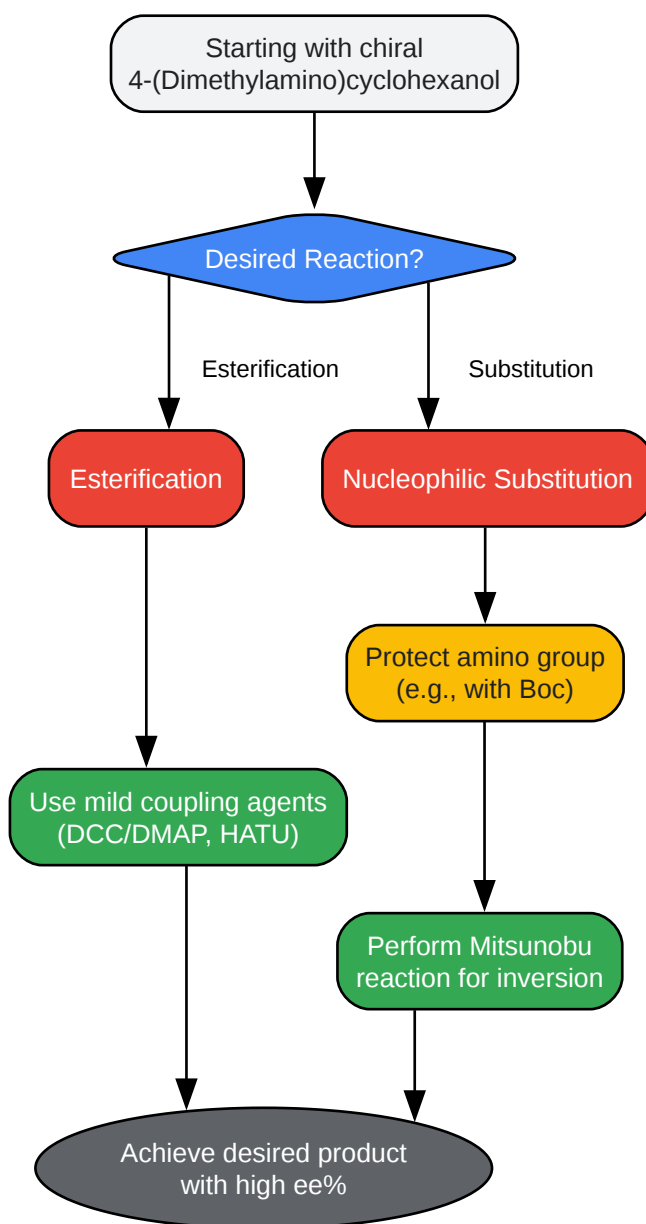 Starting with chiral
4-(Dimethylamino)cyclohexanol
Desired Reaction?
Esterification
Substitution
Esterification
Nucleophilic Substitution
Protect amino group
(e.g., with Boc)
Use mild coupling agents
(DCC/DMAP, HATU)
Perform Mitsunobu
reaction for inversion
Achieve desired product
with high ee%